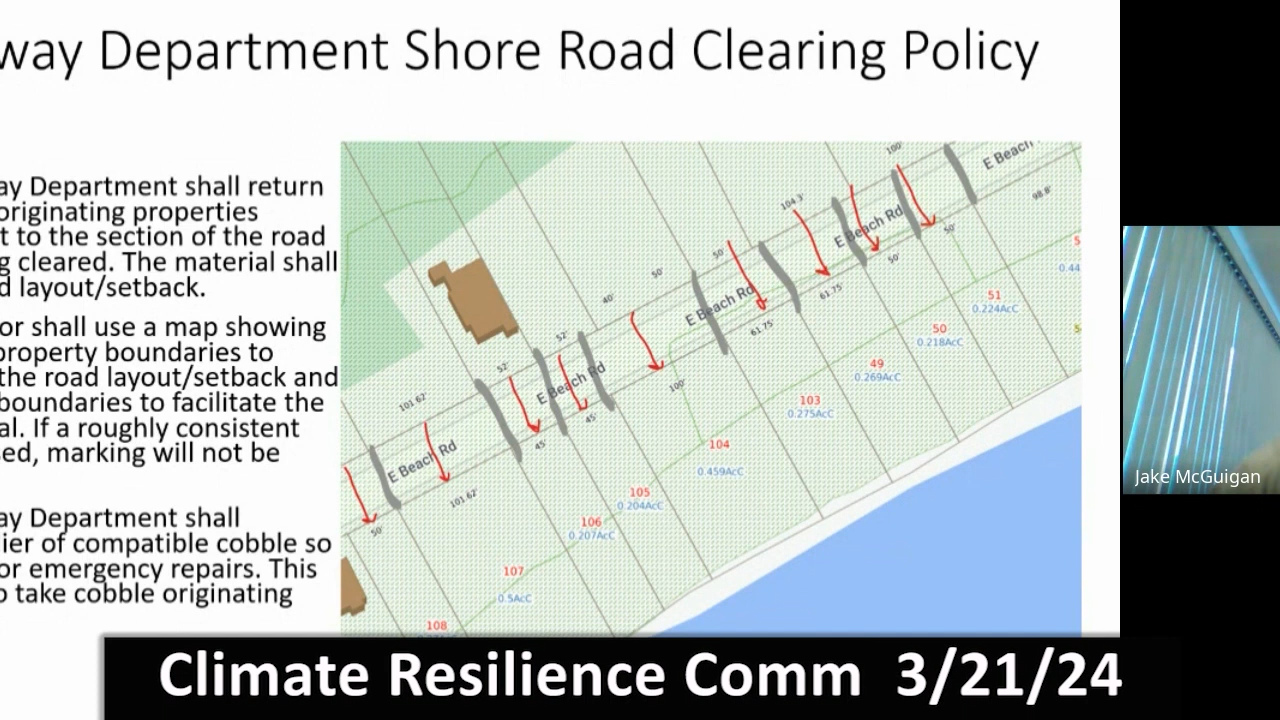 way Department Shore Road Clearing Policy
ay Department shall return
originating properties
t to the section of the road
g cleared. The material shall
d layout/setback.
or shall use a map showing
property boundaries to
the road layout/setback and
boundaries to facilitate the
al. If a roughly consistent
sed, marking will not be
ay Department shall
ier of compatible cobble so
or emergency repairs. This
o take cobble originating
E Beach
98.8'
100'
E Beach Rd
50'
104.3'
50'
50'
61.75'
E Beach Rd
61.75'
50'
40'
52'
100'
E Beach Rd
52'
45'
45'
101.62'
E Beach Rd
101.62'
50'
5
0.44
51
0.224AcC
50
0.218AcC
49
0.269AcC
103
0.275AcC
104
0.459AcC
105
0.204AcC
106
0.207AcC
107
0.5AcC
108
Jake McGuigan
Climate Resilience Comm 3/21/24